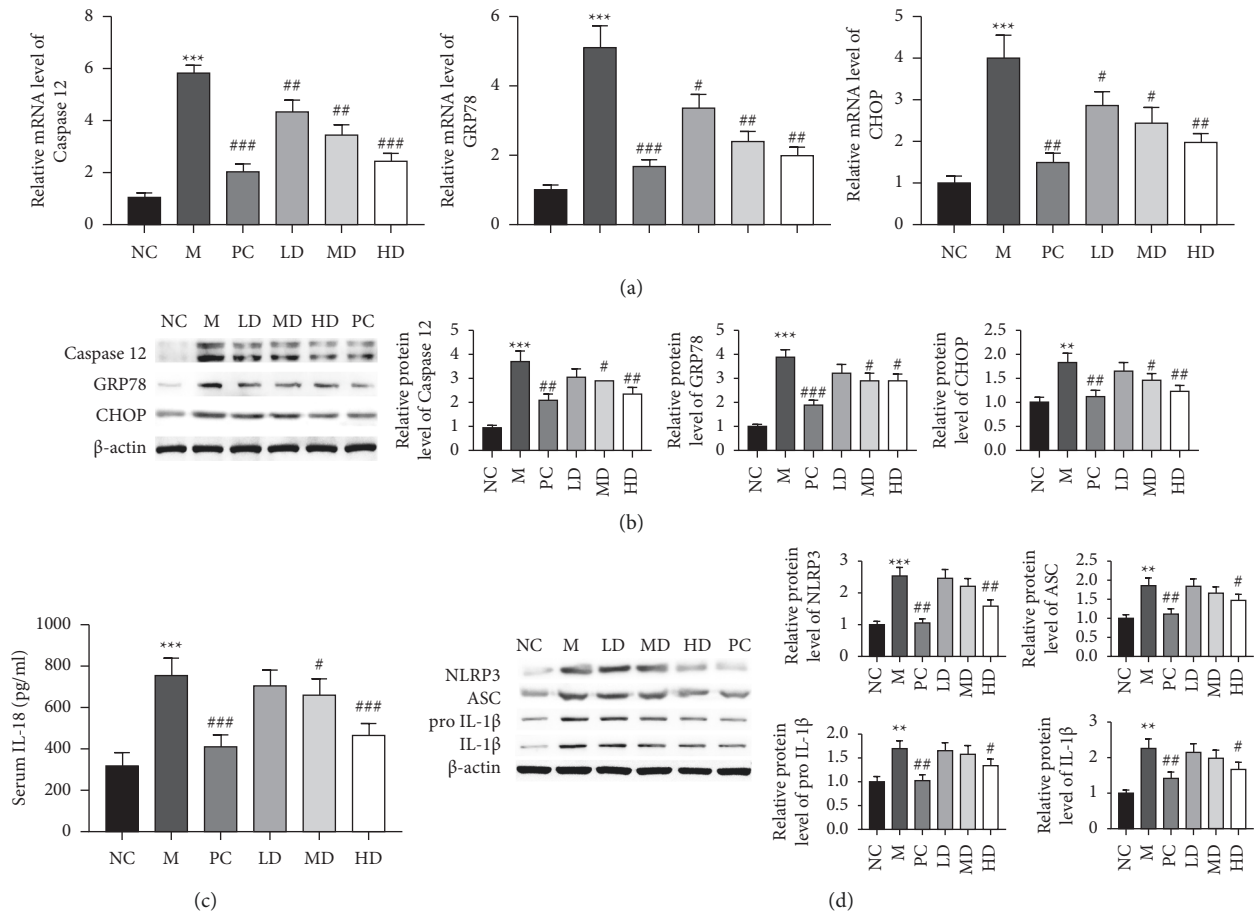 Relative mRNA level of
Caspase 12
8
6
4
2
0
***
###
##
##
###
NC M PC LD MD HD
Relative mRNA level of
GRP78
6
4
2
0
***
###
#
##
##
Relative mRNA level of
CHOP
5
4
3
2
1
0
***
##
#
#
##
NC M PC LD MD HD
(a)
NC M LD MD HD PC
Caspase 12
GRP78
CHOP
β-actin
Relative protein
level of Caspase 12
5
4
3
2
1
0
***
##
#
##
NC M PC LD MD HD
Relative protein
level of GRP78
5
4
3
2
1
0
***
###
#
#
NC M PC LD MD HD
Relative protein
level of CHOP
2.5
2.0
1.5
1.0
0.5
0.0
**
##
#
##
NC M PC LD MD HD
(b)
Serum IL-18 (pg/ml)
1000
800
600
400
200
0
***
###
#
###
NC M PC LD MD HD
(c)
NC M LD MD HD PC
NLRP3
ASC
pro IL-1β
IL-1β
β-actin
Relative protein
level of NLRP3
3
2
1
0
***
##
##
NC M PC LD MD HD
Relative protein
level of ASC
2.5
2.0
1.5
1.0
0.5
0.0
**
##
#
NC M PC LD MD HD
Relative protein
level of pro IL-1β
2.0
1.5
1.0
0.5
0.0
**
##
#
NC M PC LD MD HD
Relative protein
level of IL-1β
3
2
1
0
**
##
#
NC M PC LD MD HD
(d)